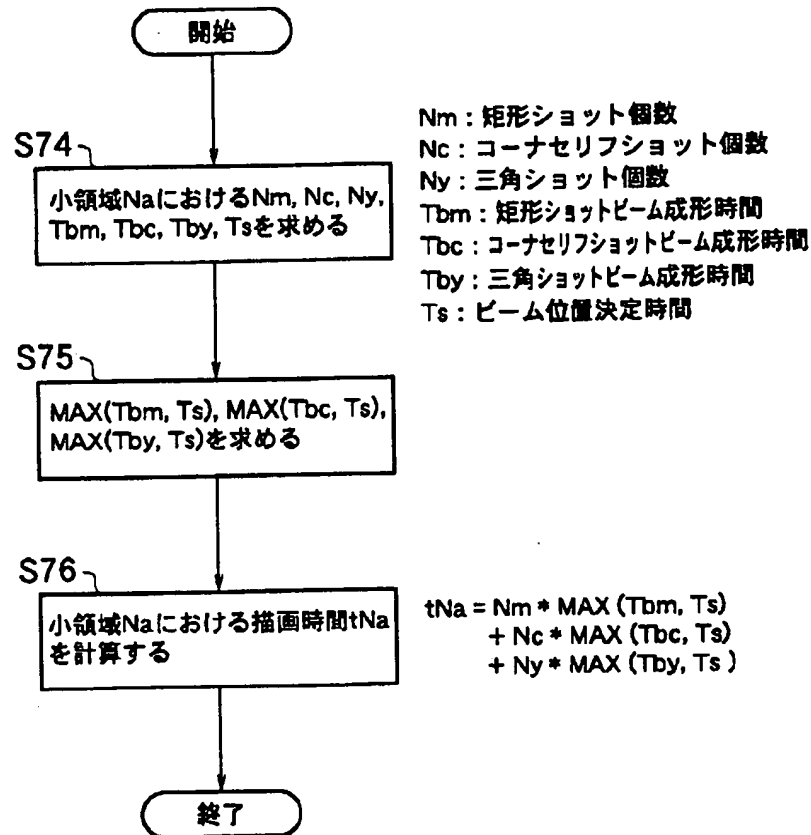 開始
Nm：矩形ショット個数
Nc：コーナセリフショット個数
Ny：三角ショット個数
Tbm：矩形ショットビーム成形時間
Tbc：コーナセリフショットビーム成形時間
Tby：三角ショットビーム成形時間
Ts：ビーム位置決定時間
S74
小領域NaにおけるNm, Nc, Ny,
Tbm, Tbc, Tby, Tsを求める
S75
MAX(Tbm, Ts), MAX(Tbc, Ts),
MAX(Tby, Ts)を求める
S76
小領域Naにおける描画時間tNa
を計算する
tNa = Nm * MAX (Tbm, Ts)
+ Nc * MAX (Tbc, Ts)
+ Ny * MAX (Tby, Ts )
終了